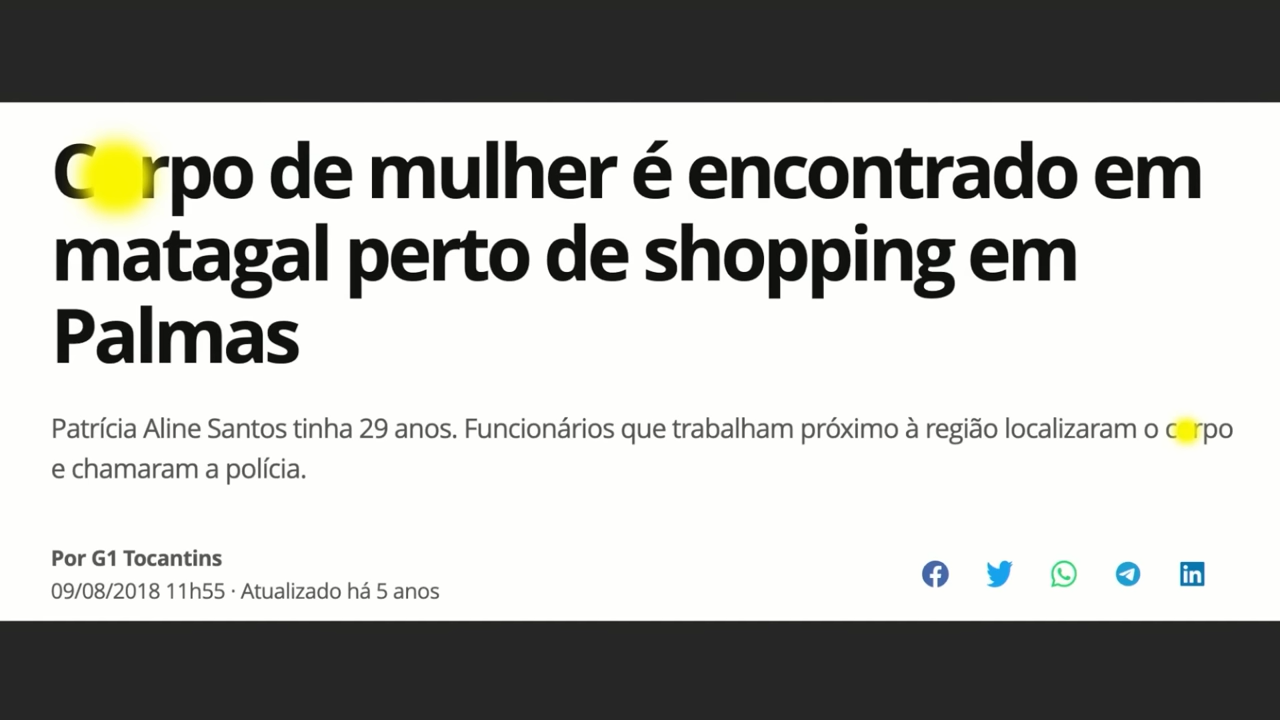 Corpo de mulher é encontrado em
matagal perto de shopping em
Palmas
Patrícia Aline Santos tinha 29 anos. Funcionários que trabalham próximo à região localizaram o corpo
e chamaram a polícia.
Por G1 Tocantins
09/08/2018 11h55 · Atualizado há 5 anos